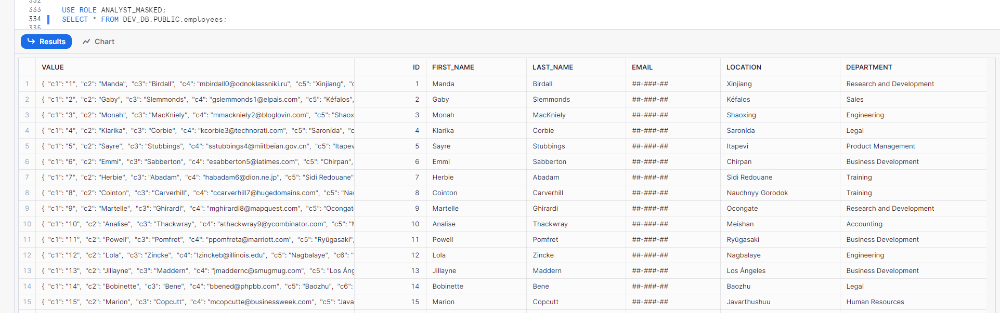 332
333 USE ROLE ANALYST_MASKED;
334 SELECT * FROM DEV_DB.PUBLIC.employees;
335
Results Chart
VALUE ID FIRST_NAME LAST_NAME EMAIL LOCATION DEPARTMENT
1 { "c1": "1", "c2": "Manda", "c3": "Birdall", "c4": "mbirdall0@odnoklassniki.ru", "c5": "Xinjiang", "c 1 Manda Birdall ##-###-## Xinjiang Research and Development
2 { "c1": "2", "c2": "Gaby", "c3": "Slemmonds", "c4": "gslemmonds1@elpais.com", "c5": "Kéfalos", 2 Gaby Slemmonds ##-###-## Kéfalos Sales
3 { "c1": "3", "c2": "Monah", "c3": "MacKniely", "c4": "mmackniely2@bloglovin.com", "c5": "Shaox 3 Monah MacKniely ##-###-## Shaoxing Engineering
4 { "c1": "4", "c2": "Klarika", "c3": "Corbie", "c4": "kcorbie3@technorati.com", "c5": "Saronída", "c 4 Klarika Corbie ##-###-## Saronída Legal
5 { "c1": "5", "c2": "Sayre", "c3": "Stubbings", "c4": "sstubbings4@miitbeian.gov.cn", "c5": "Itapev 5 Sayre Stubbings ##-###-## Itapevi Product Management
6 { "c1": "6", "c2": "Emmi", "c3": "Sabberton", "c4": "esabberton5@latimes.com", "c5": "Chirpan", 6 Emmi Sabberton ##-###-## Chirpan Business Development
7 { "c1": "7", "c2": "Herbie", "c3": "Abadam", "c4": "habadam6@dion.ne.jp", "c5": "Sidi Redouane" 7 Herbie Abadam ##-###-## Sidi Redouane Training
8 { "c1": "8", "c2": "Cointon", "c3": "Carverhill", "c4": "ccarverhill7@hugedomains.com", "c5": "Nau 8 Cointon Carverhill ##-###-## Nauchnyy Gorodok Training
9 { "c1": "9", "c2": "Martelle", "c3": "Ghirardi", "c4": "mghirardi8@mapquest.com", "c5": "Ocongate 9 Martelle Ghirardi ##-###-## Ocongate Research and Development
10 { "c1": "10", "c2": "Analise", "c3": "Thackwray", "c4": "athackwray9@ycombinator.com", "c5": "M 10 Analise Thackwray ##-###-## Meishan Accounting
11 { "c1": "11", "c2": "Powell", "c3": "Pomfret", "c4": "ppomfreta@marriott.com", "c5": "Ryūgasaki", 11 Powell Pomfret ##-###-## Ryūgasaki Business Development
12 { "c1": "12", "c2": "Lola", "c3": "Zincke", "c4": "lzinckeb@illinois.edu", "c5": "Nagbalaye", "c6": " 12 Lola Zincke ##-###-## Nagbalaye Engineering
13 { "c1": "13", "c2": "Jillayne", "c3": "Maddern", "c4": "jmaddernc@smugmug.com", "c5": "Los Áng 13 Jillayne Maddern ##-###-## Los Ángeles Business Development
14 { "c1": "14", "c2": "Bobinette", "c3": "Bene", "c4": "bbened@phpbb.com", "c5": "Baozhu", "c6": 14 Bobinette Bene ##-###-## Baozhu Legal
15 { "c1": "15", "c2": "Marion", "c3": "Copcutt", "c4": "mcopcutte@businessweek.com", "c5": "Java 15 Marion Copcutt ##-###-## Javarthushuu Human Resources